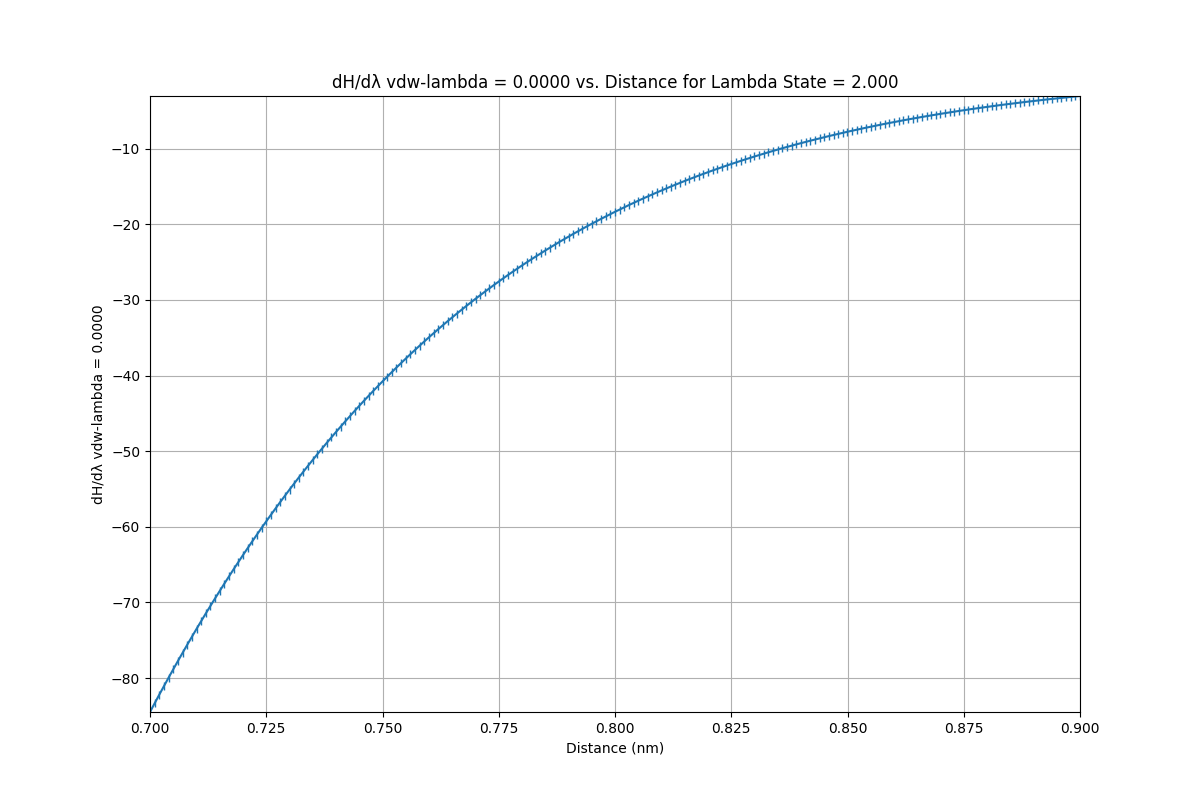 dH/dλ vdw-lambda = 0.0000 vs. Distance for Lambda State = 2.000
−10
−20
−30
−40
−50
−60
−70
−80
dH/dλ vdw-lambda = 0.0000
0.700 0.725 0.750 0.775 0.800 0.825 0.850 0.875 0.900
Distance (nm)